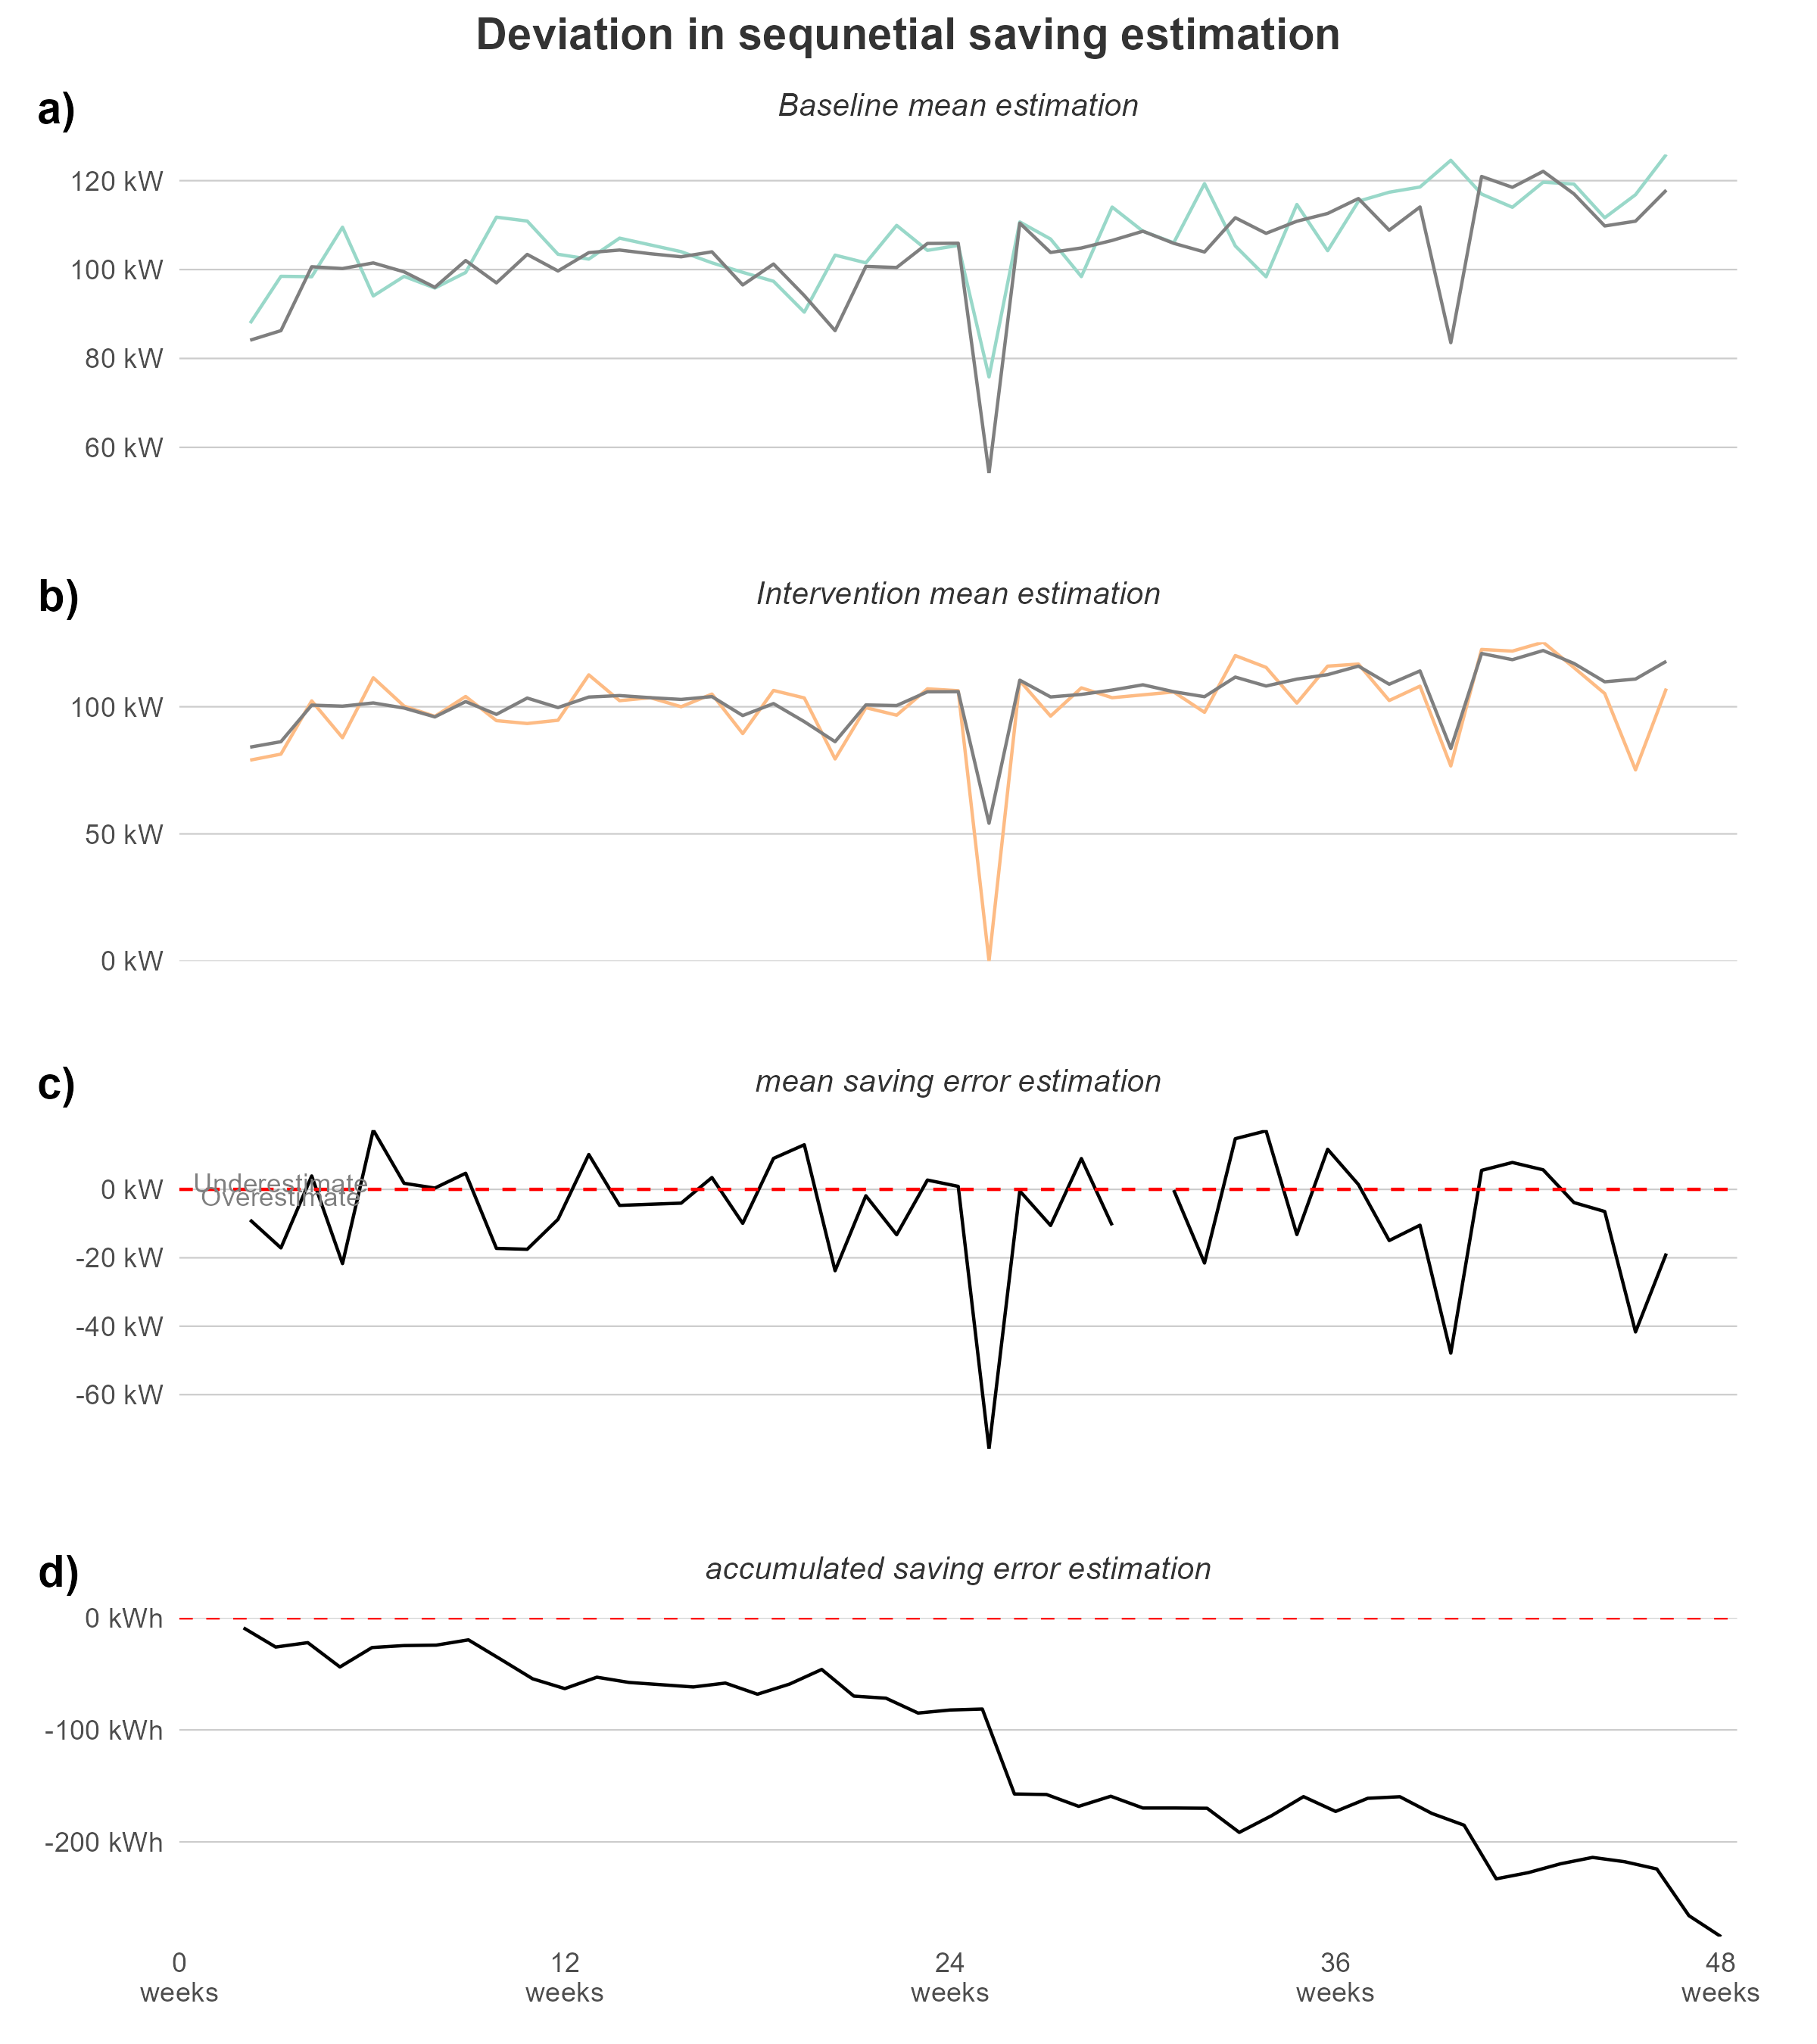 Deviation in sequnetial saving estimation
a)
Baseline mean estimation
120 kW
100 kW
80 kW
60 kW
b)
Intervention mean estimation
100 kW
50 kW
0 kW
c)
mean saving error estimation
Underestimate
0 kW
Overestimate
-20 kW
-40 kW
-60 kW
d)
accumulated saving error estimation
0 kWh
-100 kWh
-200 kWh
0 12 24 36 48
weeks weeks weeks weeks weeks